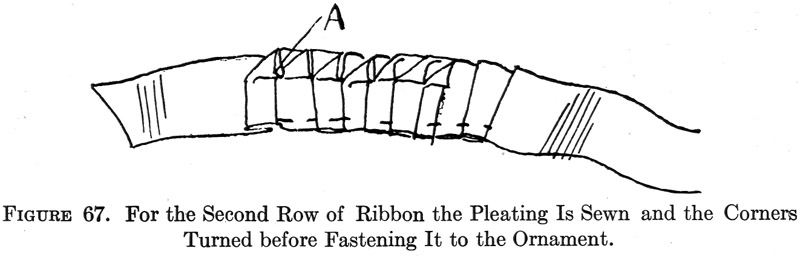 A
FIGURE 67. For the Second Row of Ribbon the Pleating Is Sewn and the Corners
Turned before Fastening It to the Ornament.